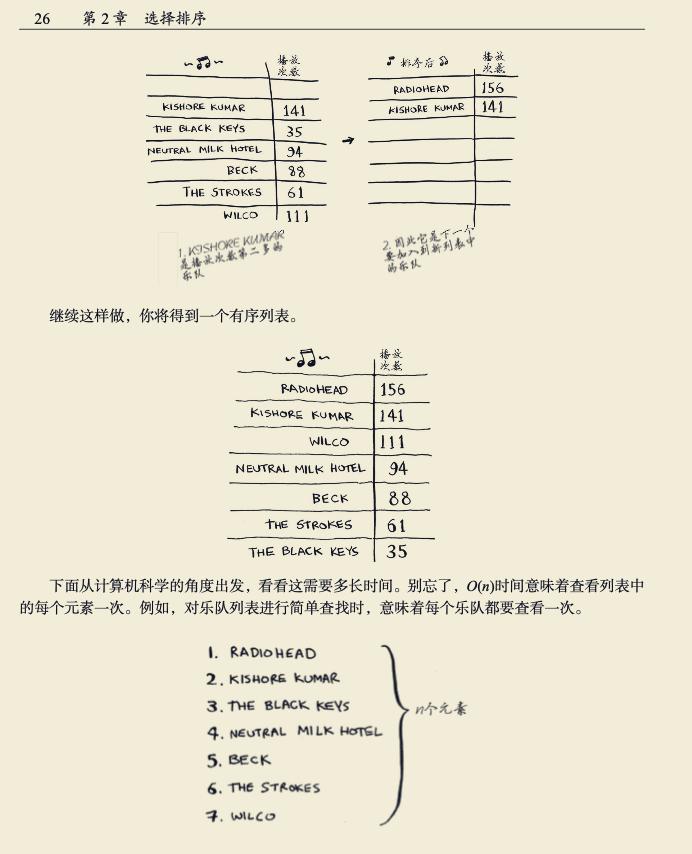 26 第2章 选择排序
播放
次数
KISHORE KUMAR 141
THE BLACK KEYS 35
NEUTRAL MILK HOTEL 94
BECK 88
THE STROKES 61
WILCO 111
1. KISHORE KUMAR
是播放次数第二多的
乐队
排序后
播放
次数
RADIOHEAD 156
KISHORE KUMAR 141
2. 因此它是下一个
要加入到新列表中
的乐队
继续这样做，你将得到一个有序列表。
播放
次数
RADIOHEAD 156
KISHORE KUMAR 141
WILCO 111
NEUTRAL MILK HOTEL 94
BECK 88
THE STROKES 61
THE BLACK KEYS 35
下面从计算机科学的角度出发，看看这需要多长时间。别忘了，O(n)时间意味着查看列表中
的每个元素一次。例如，对乐队列表进行简单查找时，意味着每个乐队都要查看一次。
1. RADIOHEAD
2. KISHORE KUMAR
3. THE BLACK KEYS
4. NEUTRAL MILK HOTEL
5. BECK
6. THE STROKES
7. WILCO
n个元素